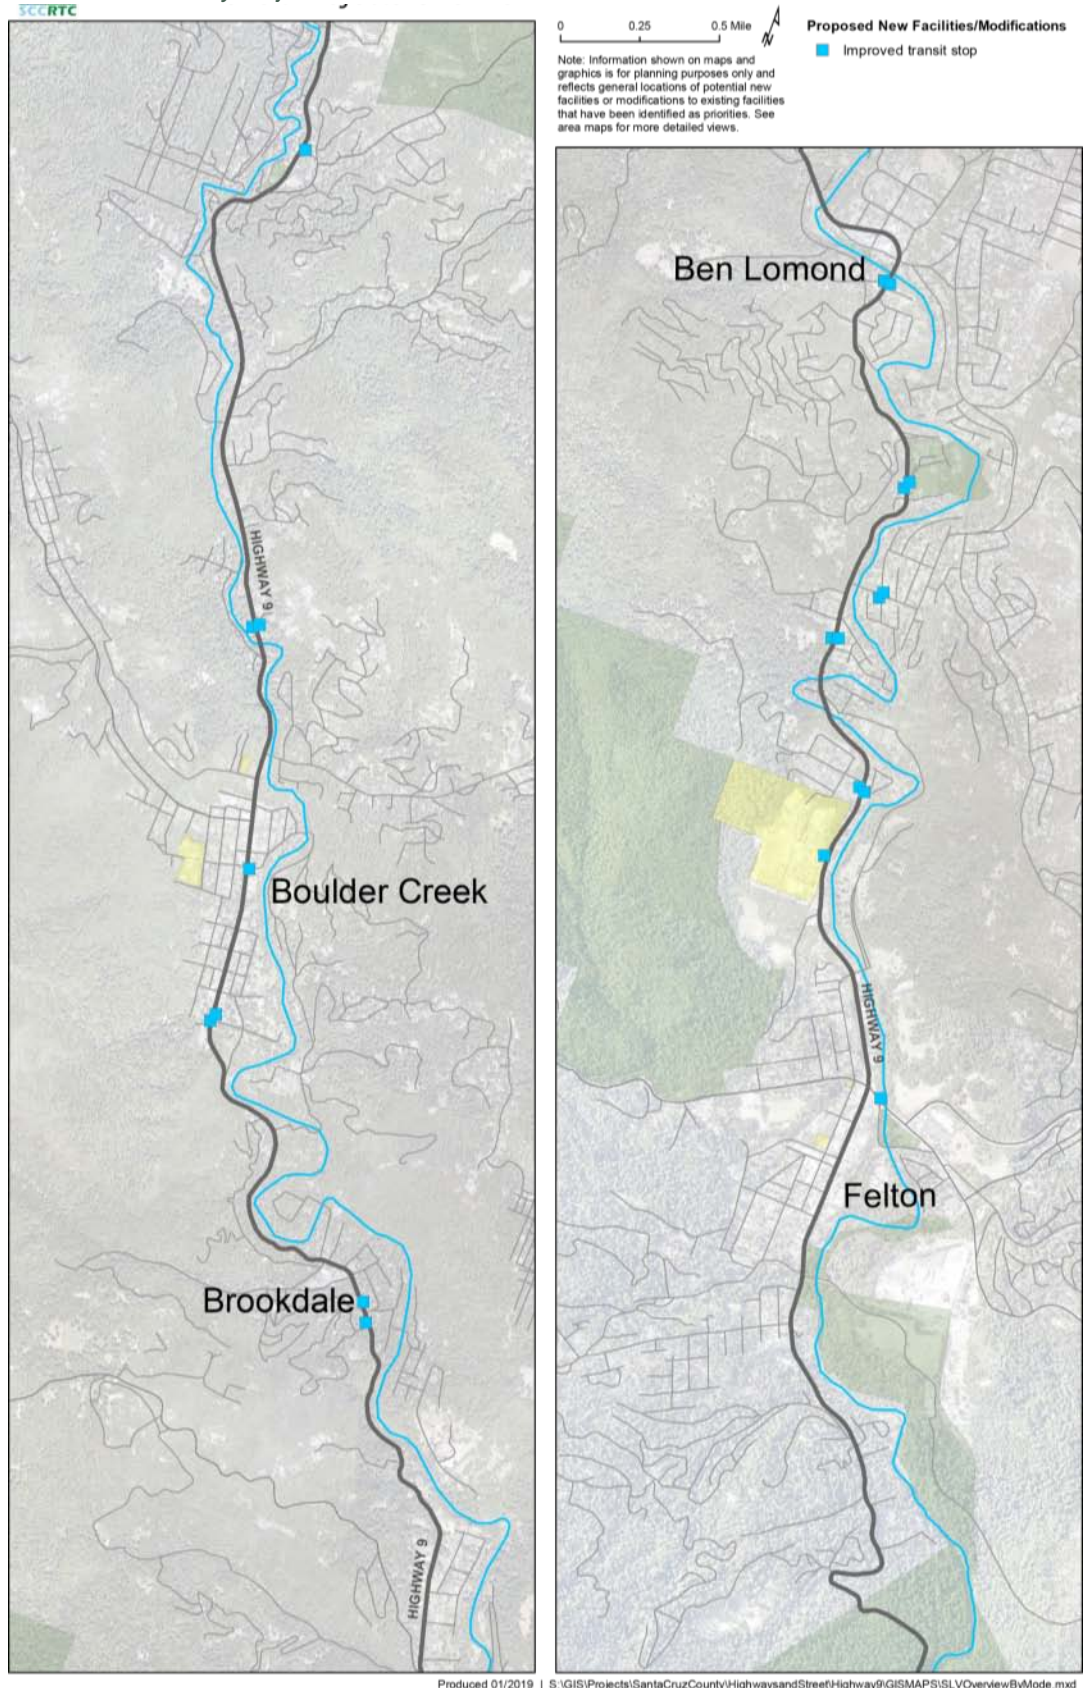 SCCRTC
0 0.25 0.5 Mile
N
Proposed New Facilities/Modifications
Improved transit stop
Note: Information shown on maps and
graphics is for planning purposes only and
reflects general locations of potential new
facilities or modifications to existing facilities
that have been identified as priorities. See
area maps for more detailed views.
HIGHWAY 9
Boulder Creek
Brookdale
HIGHWAY 9
Ben Lomond
HIGHWAY 9
Felton
Produced 01/2019 | S:\GIS\Projects\SantaCruzCounty\HighwaysandStreet\Highway9\GISMAPS\SLVOverviewByMode.mxd